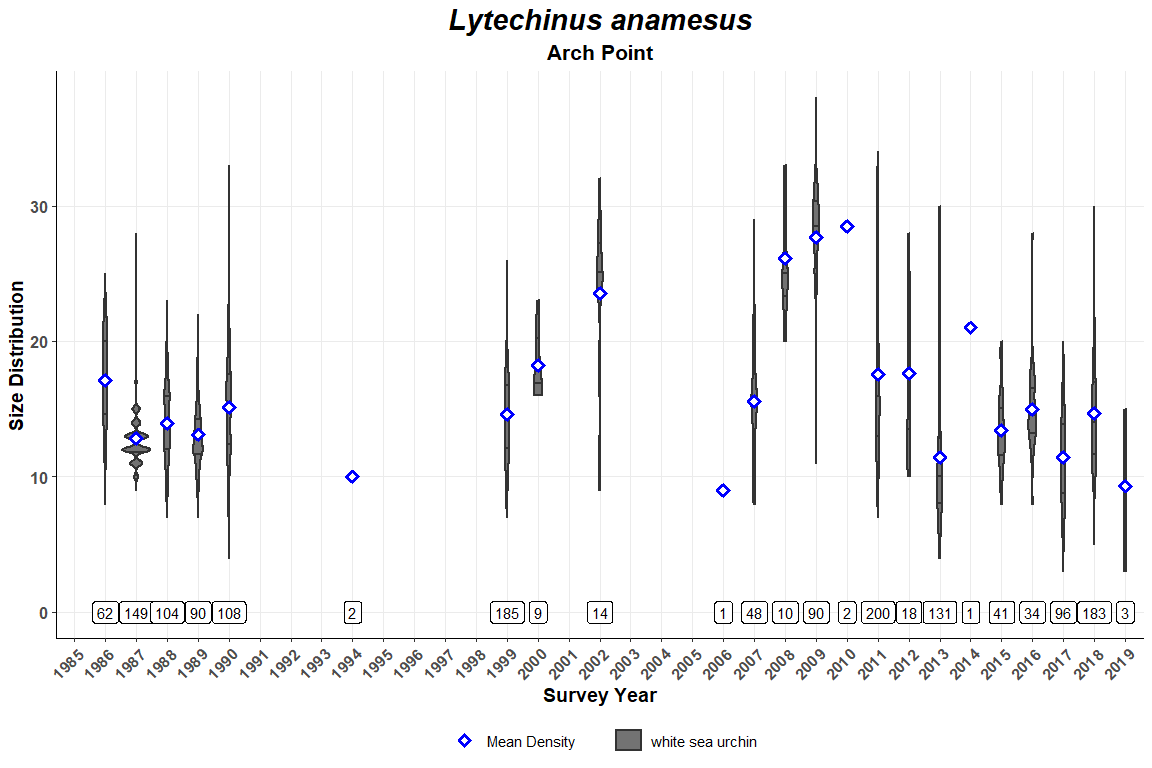 Lytechinus anamesus
Arch Point
Size Distribution
30
20
10
0
62 149 104 90 108 2 185 9 14 1 48 10 90 2 200 18 131 1 41 34 96 183 3
1985 1986 1987 1988 1989 1990 1991 1992 1993 1994 1995 1996 1997 1998 1999 2000 2001 2002 2003 2004 2005 2006 2007 2008 2009 2010 2011 2012 2013 2014 2015 2016 2017 2018 2019
Survey Year
Mean Density white sea urchin